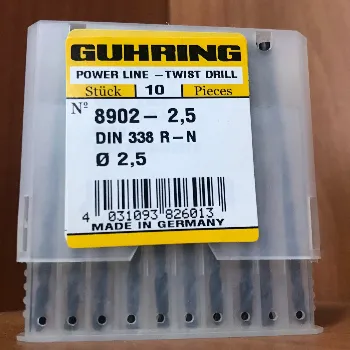 GUHRING
POWER LINE – TWIST DRILL
Stück 10 Pieces
Nº 8902 – 2,5
DIN 338 R – N
Ø 2,5
4 031093 826013
MADE IN GERMANY